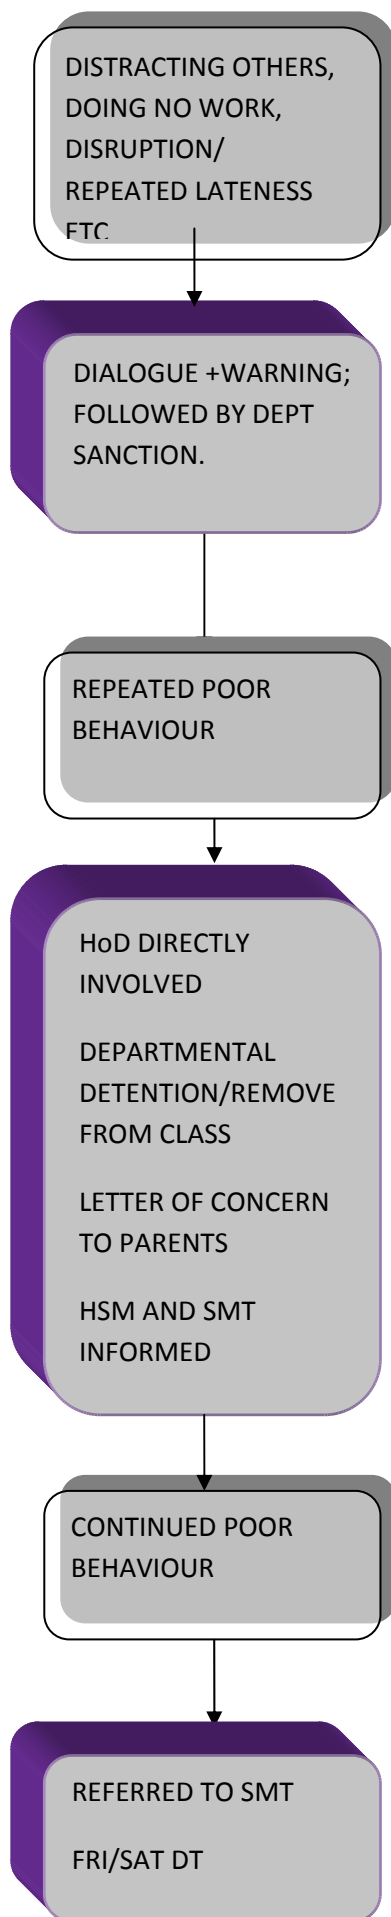 DISTRACTING OTHERS,
DOING NO WORK,
DISRUPTION/
REPEATED LATENESS
ETC
DIALOGUE +WARNING;
FOLLOWED BY DEPT
SANCTION.
REPEATED POOR
BEHAVIOUR
HoD DIRECTLY
INVOLVED
DEPARTMENTAL
DETENTION/REMOVE
FROM CLASS
LETTER OF CONCERN
TO PARENTS
HSM AND SMT
INFORMED
CONTINUED POOR
BEHAVIOUR
REFERRED TO SMT
FRI/SAT DT